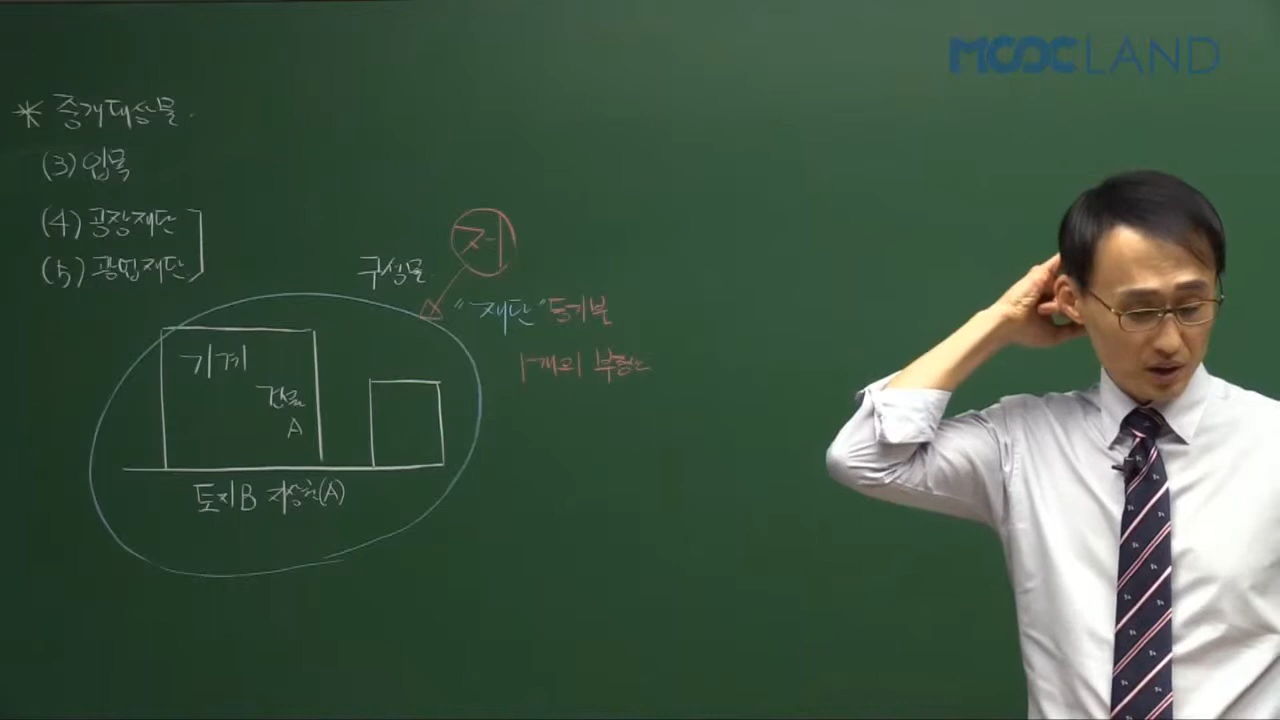 MOOCLAND
* 중개대상물.
(3) 입목
(4) 공장재단
(5) 광업재단
구성물
저
"재단" 등기부
1개의 부동산
기계
건물
A
토지B 지상권(A)